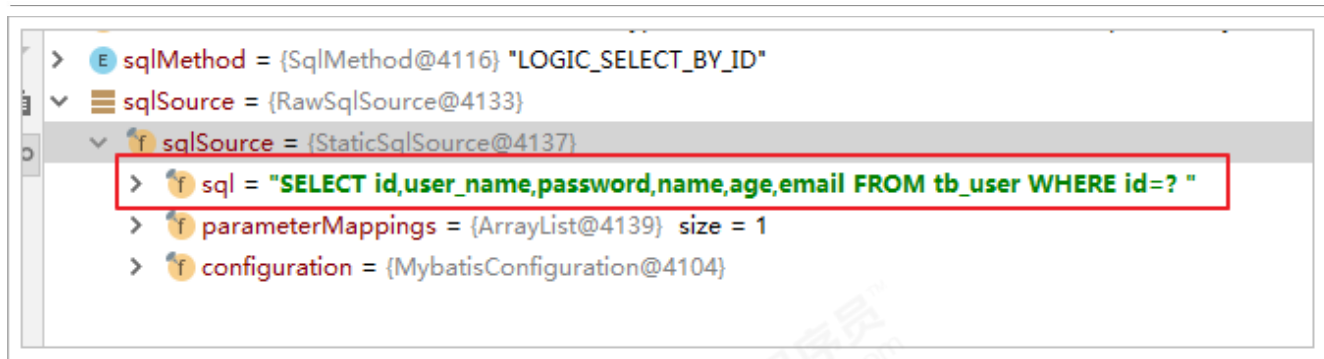 E sqlMethod = {SqlMethod@4116} "LOGIC_SELECT_BY_ID"
sqlSource = {RawSqlSource@4133}
f sqlSource = {StaticSqlSource@4137}
f sql = "SELECT id,user_name,password,name,age,email FROM tb_user WHERE id=? "
f parameterMappings = {ArrayList@4139} size = 1
f configuration = {MybatisConfiguration@4104}